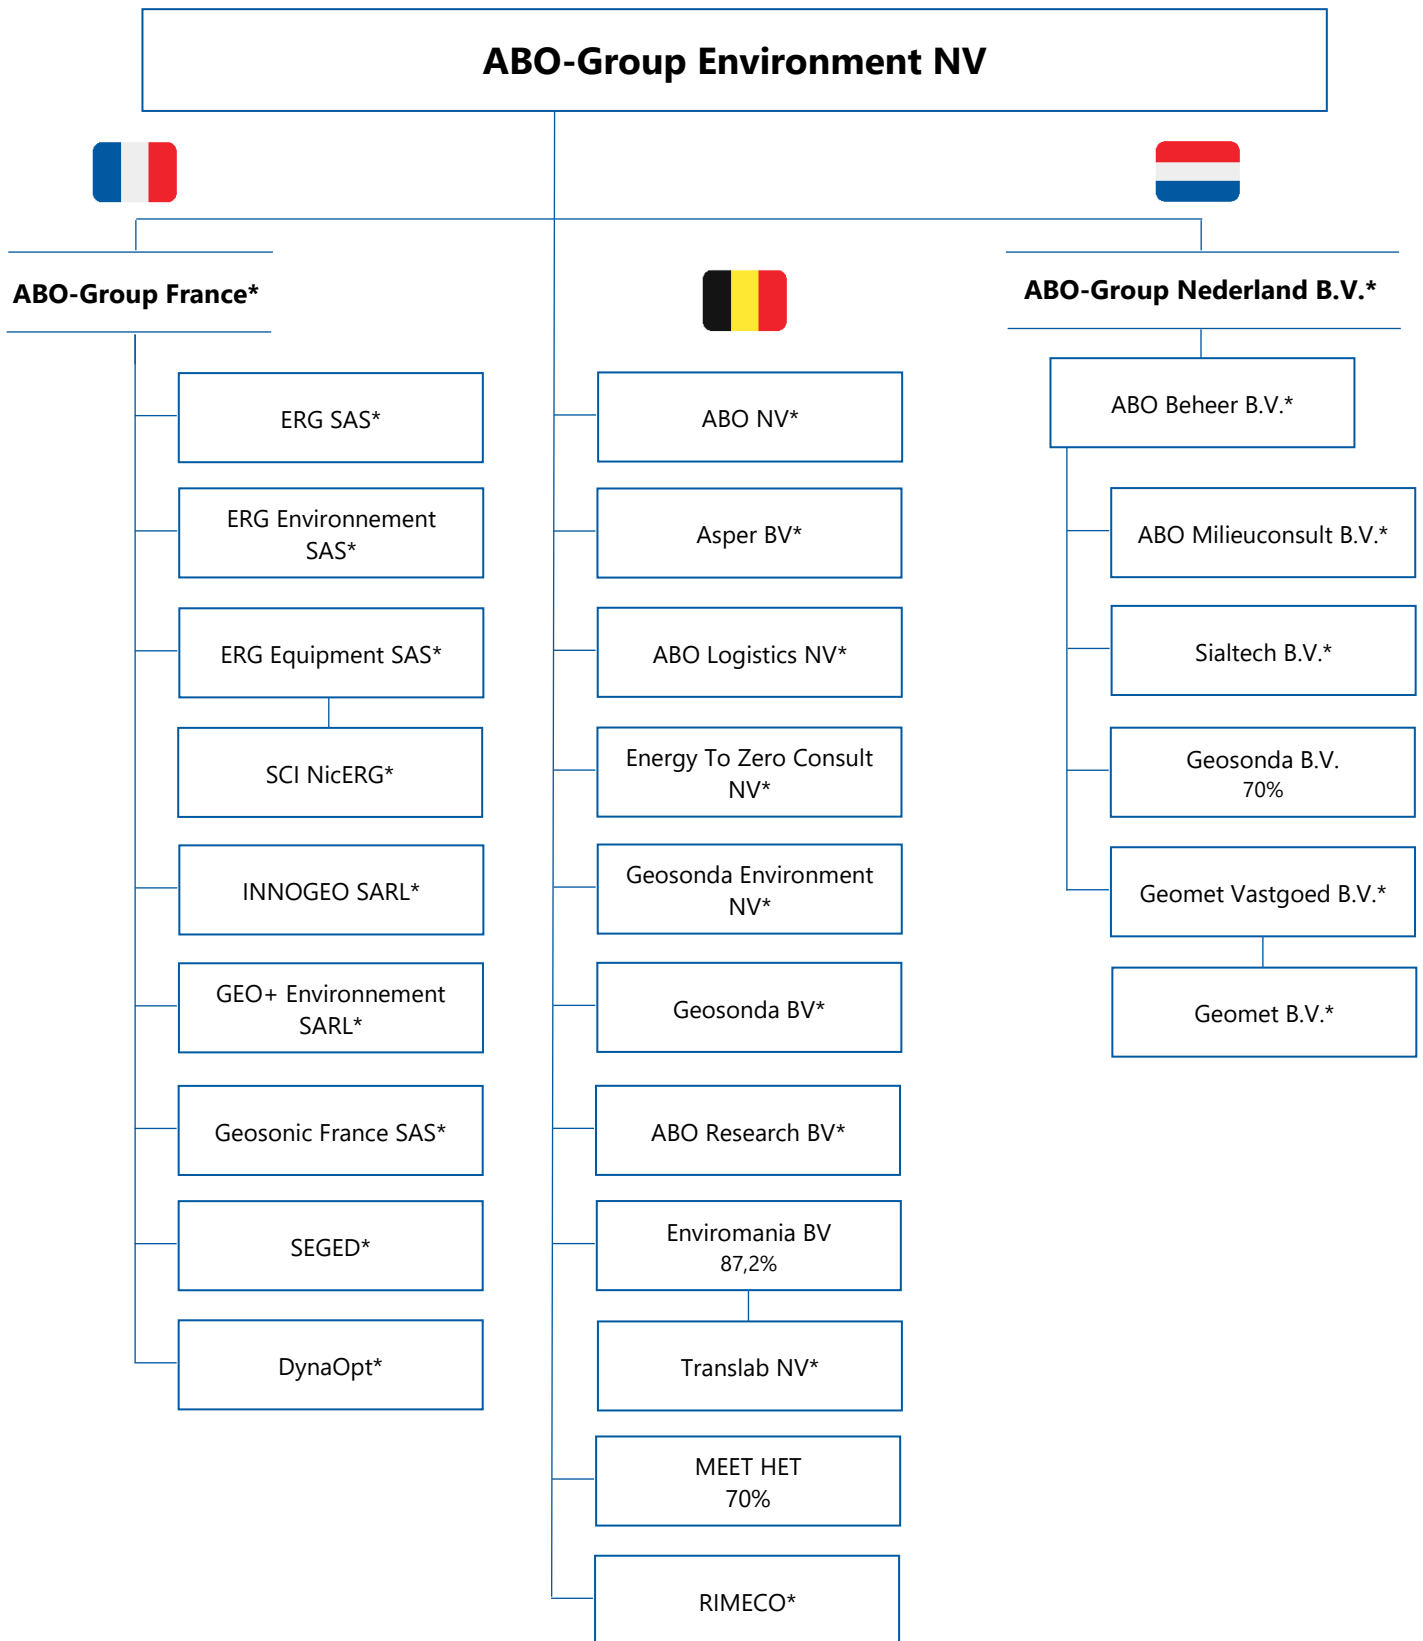 ABO-Group Environment NV
ABO-Group France*
ERG SAS*
ERG Environnement
SAS*
ERG Equipment SAS*
SCI NicERG*
INNOGEO SARL*
GEO+ Environnement
SARL*
Geosonic France SAS*
SEGED*
DynaOpt*
ABO NV*
Asper BV*
ABO Logistics NV*
Energy To Zero Consult
NV*
Geosonda Environment
NV*
Geosonda BV*
ABO Research BV*
Enviromania BV
87,2%
Translab NV*
MEET HET
70%
RIMECO*
ABO-Group Nederland B.V.*
ABO Beheer B.V.*
ABO Milieuconsult B.V.*
Sialtech B.V.*
Geosonda B.V.
70%
Geomet Vastgoed B.V.*
Geomet B.V.*